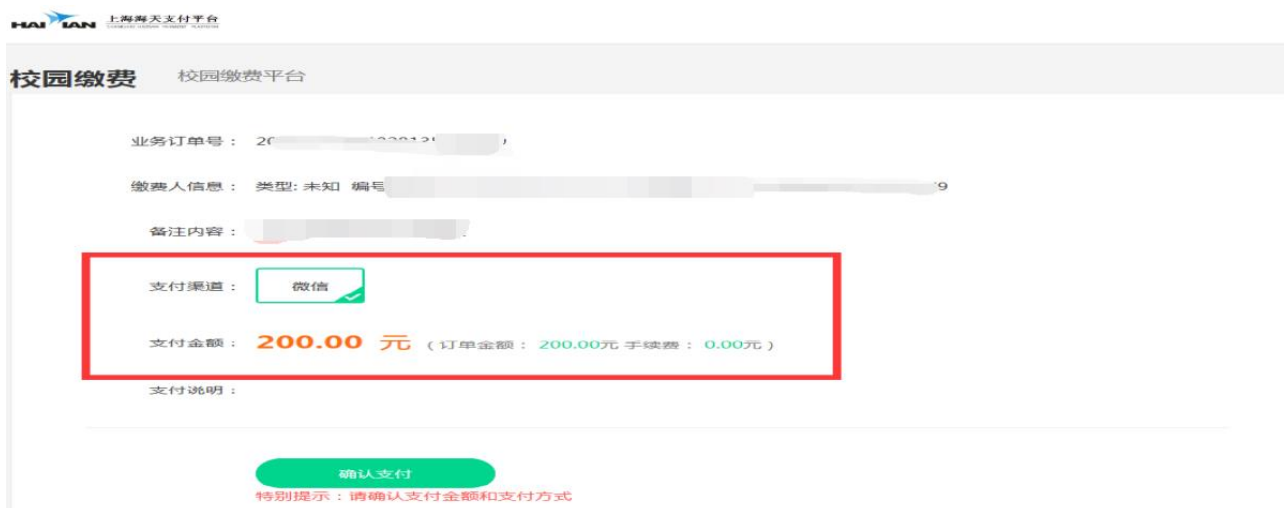 HAI TIAN 上海海天支付平台
校园缴费 校园缴费平台
业务订单号：
缴费人信息： 类型: 未知 编号
备注内容：
支付渠道： 微信
支付金额： 200.00 元 (订单金额： 200.00元 手续费： 0.00元)
支付说明：
确认支付
特别提示：请确认支付金额和支付方式